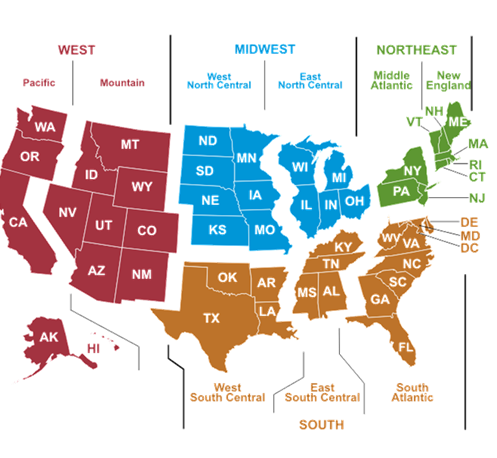 WEST
MIDWEST
NORTHEAST
Pacific
Mountain
West
North Central
East
North Central
Middle
Atlantic
New
England
WA
OR
CA
NV
ID
MT
WY
UT
CO
AZ
NM
AK
HI
ND
SD
NE
KS
MN
IA
MO
WI
MI
IL
IN
OH
NH
VT
ME
MA
RI
CT
NY
PA
NJ
DE
MD
DC
WV
VA
KY
TN
NC
SC
GA
FL
OK
AR
TX
LA
MS
AL
West
South Central
East
South Central
South
Atlantic
SOUTH